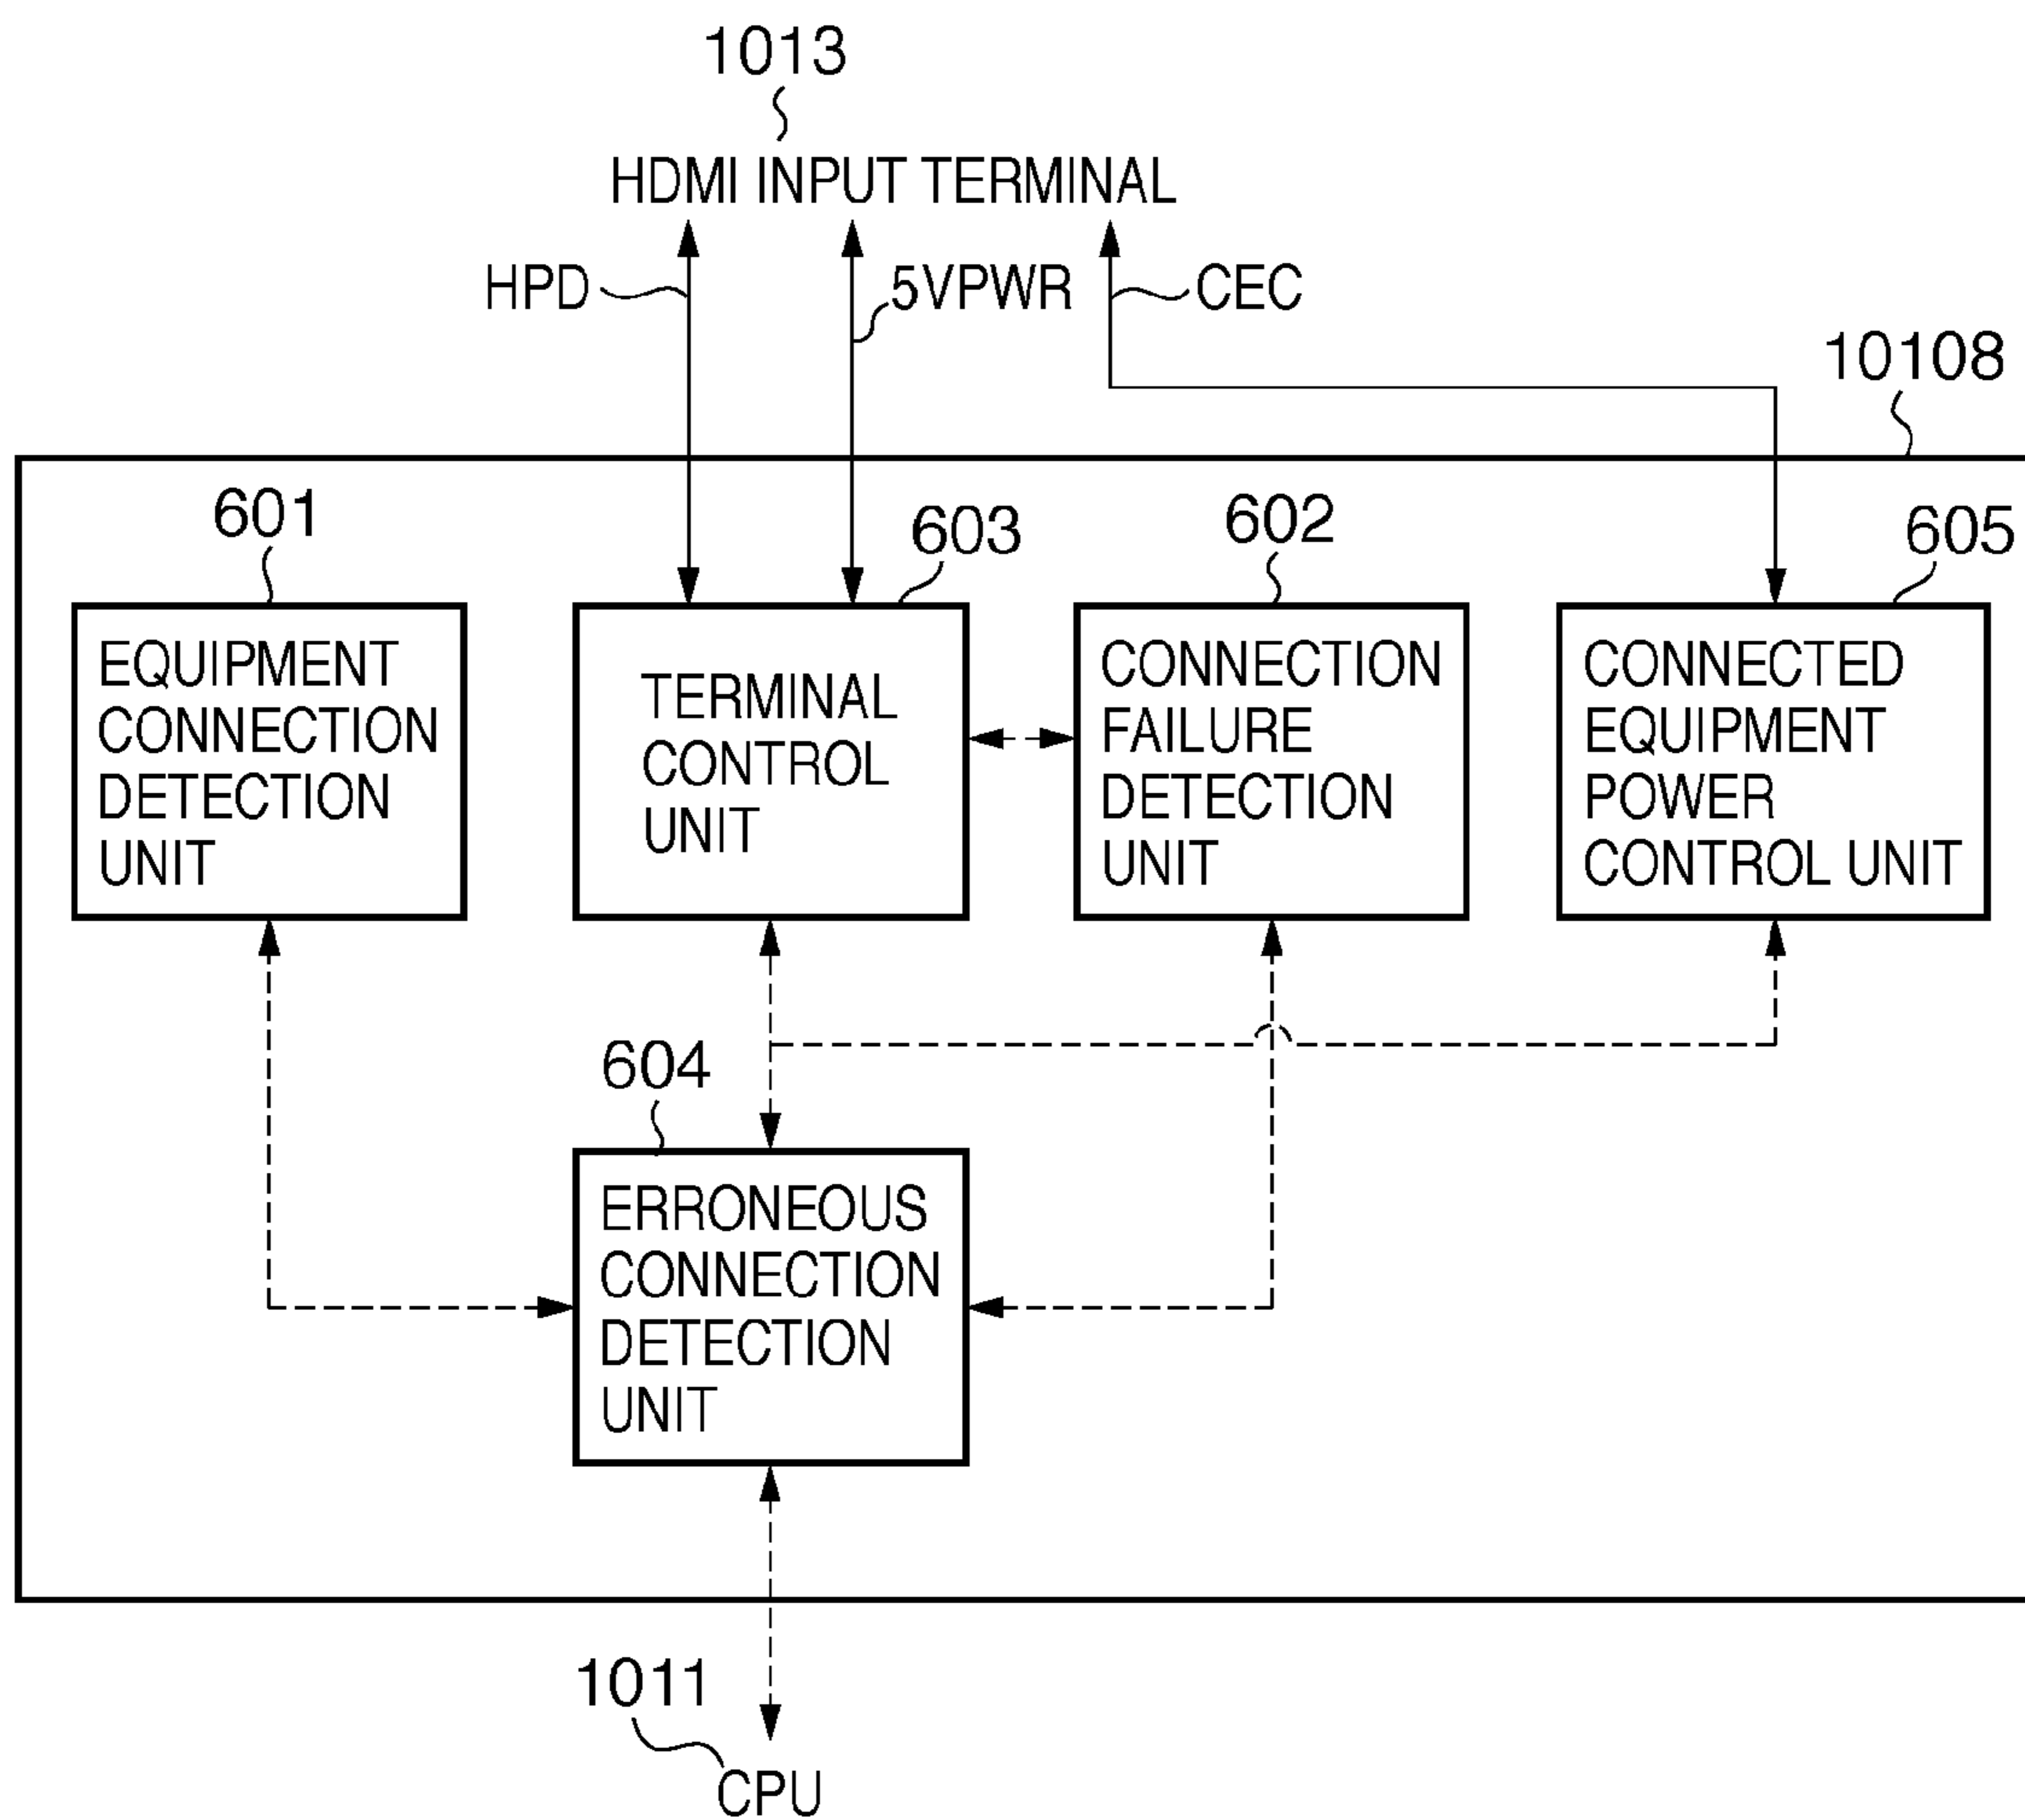 1013
HDMI INPUT TERMINAL
HPD
5VPWR
CEC
10108
601
603
602
605
EQUIPMENT
CONNECTION
DETECTION
UNIT
TERMINAL
CONTROL
UNIT
CONNECTION
FAILURE
DETECTION
UNIT
CONNECTED
EQUIPMENT
POWER
CONTROL UNIT
604
ERRONEOUS
CONNECTION
DETECTION
UNIT
1011
CPU